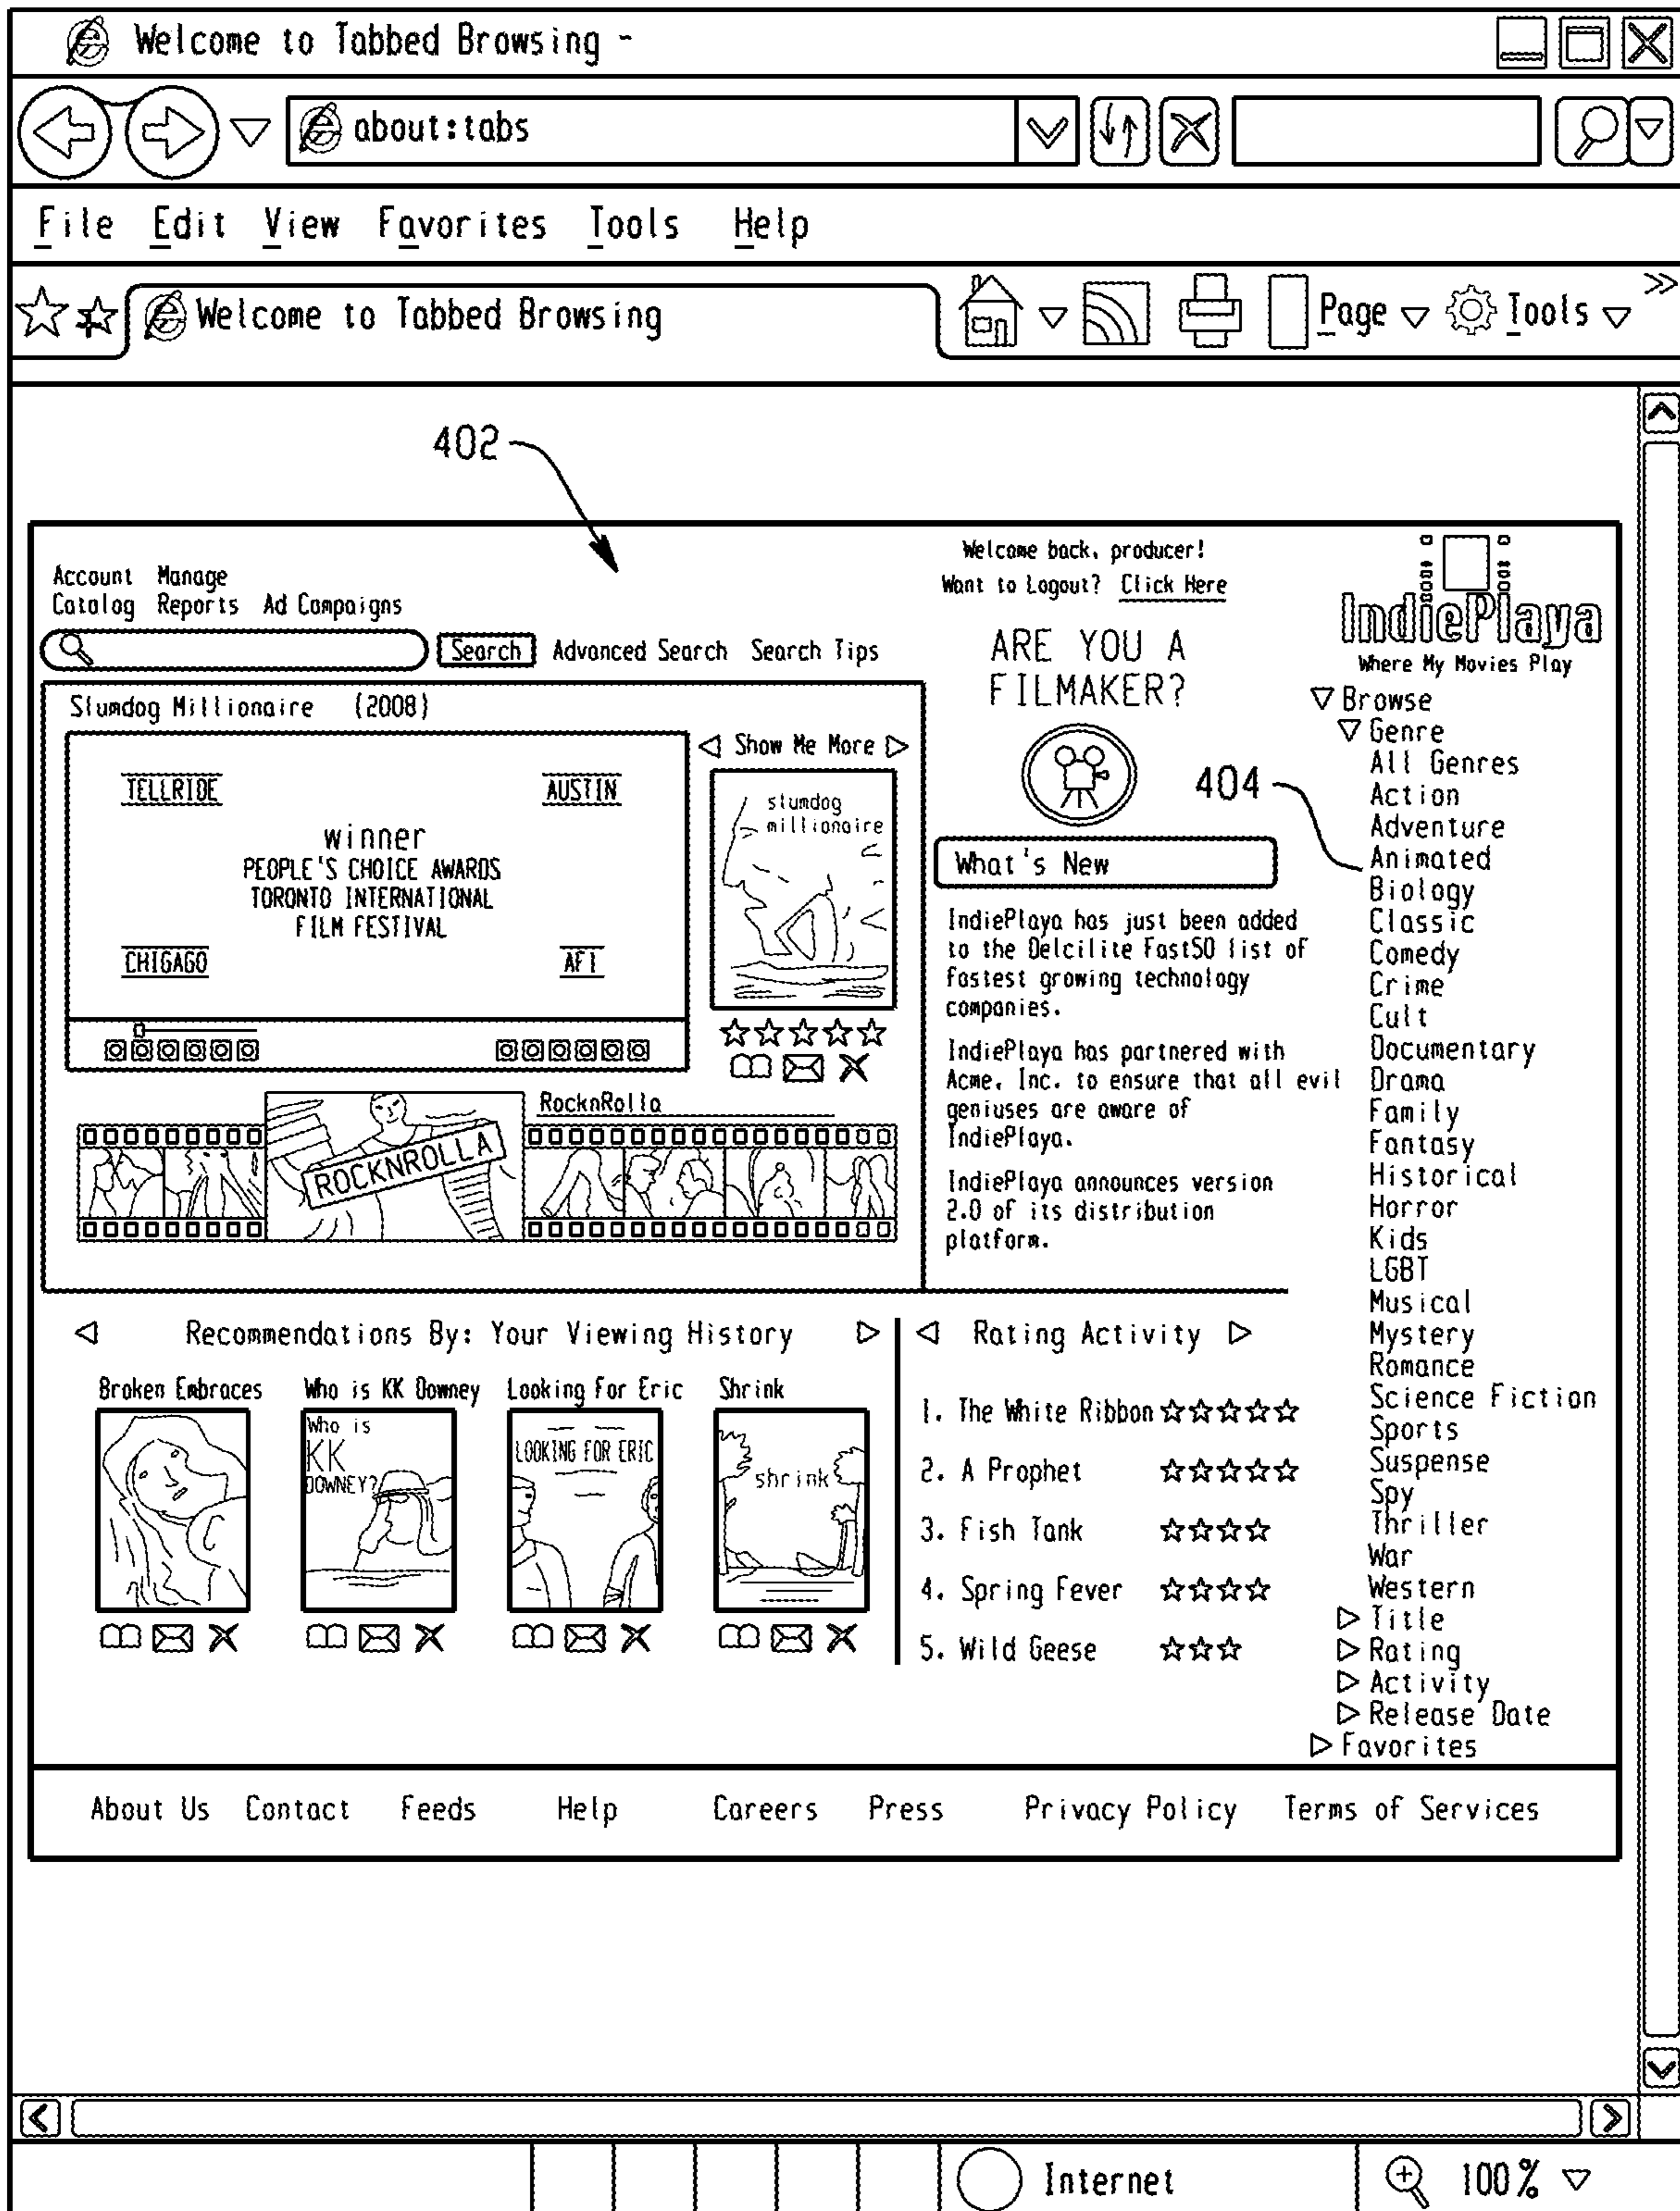 Welcome to Tabbed Browsing -
about:tabs
File Edit View Favorites Tools Help
Welcome to Tabbed Browsing
Page Tools »
402
Account Manage
Catalog Reports Ad Campaigns
Search Advanced Search Search Tips
Slumdog Millionaire (2008)
TELLRIDE AUSTIN
winner
PEOPLE'S CHOICE AWARDS
TORONTO INTERNATIONAL
FILM FESTIVAL
CHIGAGO AFI
Show Me More
slumdog
millionaire
RocknRolla
ROCKNROLLA
Welcome back, producer!
Want to Logout? Click Here
ARE YOU A
FILMAKER?
What's New
IndiePlaya has just been added
to the Delcilite Fast50 list of
fastest growing technology
companies.
IndiePlaya has partnered with
Acme, Inc. to ensure that all evil
geniuses are aware of
IndiePlaya.
IndiePlaya announces version
2.0 of its distribution
platform.
IndiePlaya
Where My Movies Play
404
Browse
Genre
All Genres
Action
Adventure
Animated
Biology
Classic
Comedy
Crime
Cult
Documentary
Drama
Family
Fantasy
Historical
Horror
Kids
LGBT
Musical
Mystery
Romance
Science Fiction
Sports
Suspense
Spy
Thriller
War
Western
Title
Rating
Activity
Release Date
Favorites
Recommendations By: Your Viewing History
Broken Embraces Who is KK Downey Looking For Eric Shrink
Who is
KK
DOWNEY?
LOOKING FOR ERIC
shrink
Rating Activity
1. The White Ribbon
2. A Prophet
3. Fish Tank
4. Spring Fever
5. Wild Geese
About Us Contact Feeds Help Careers Press Privacy Policy Terms of Services
Internet 100%